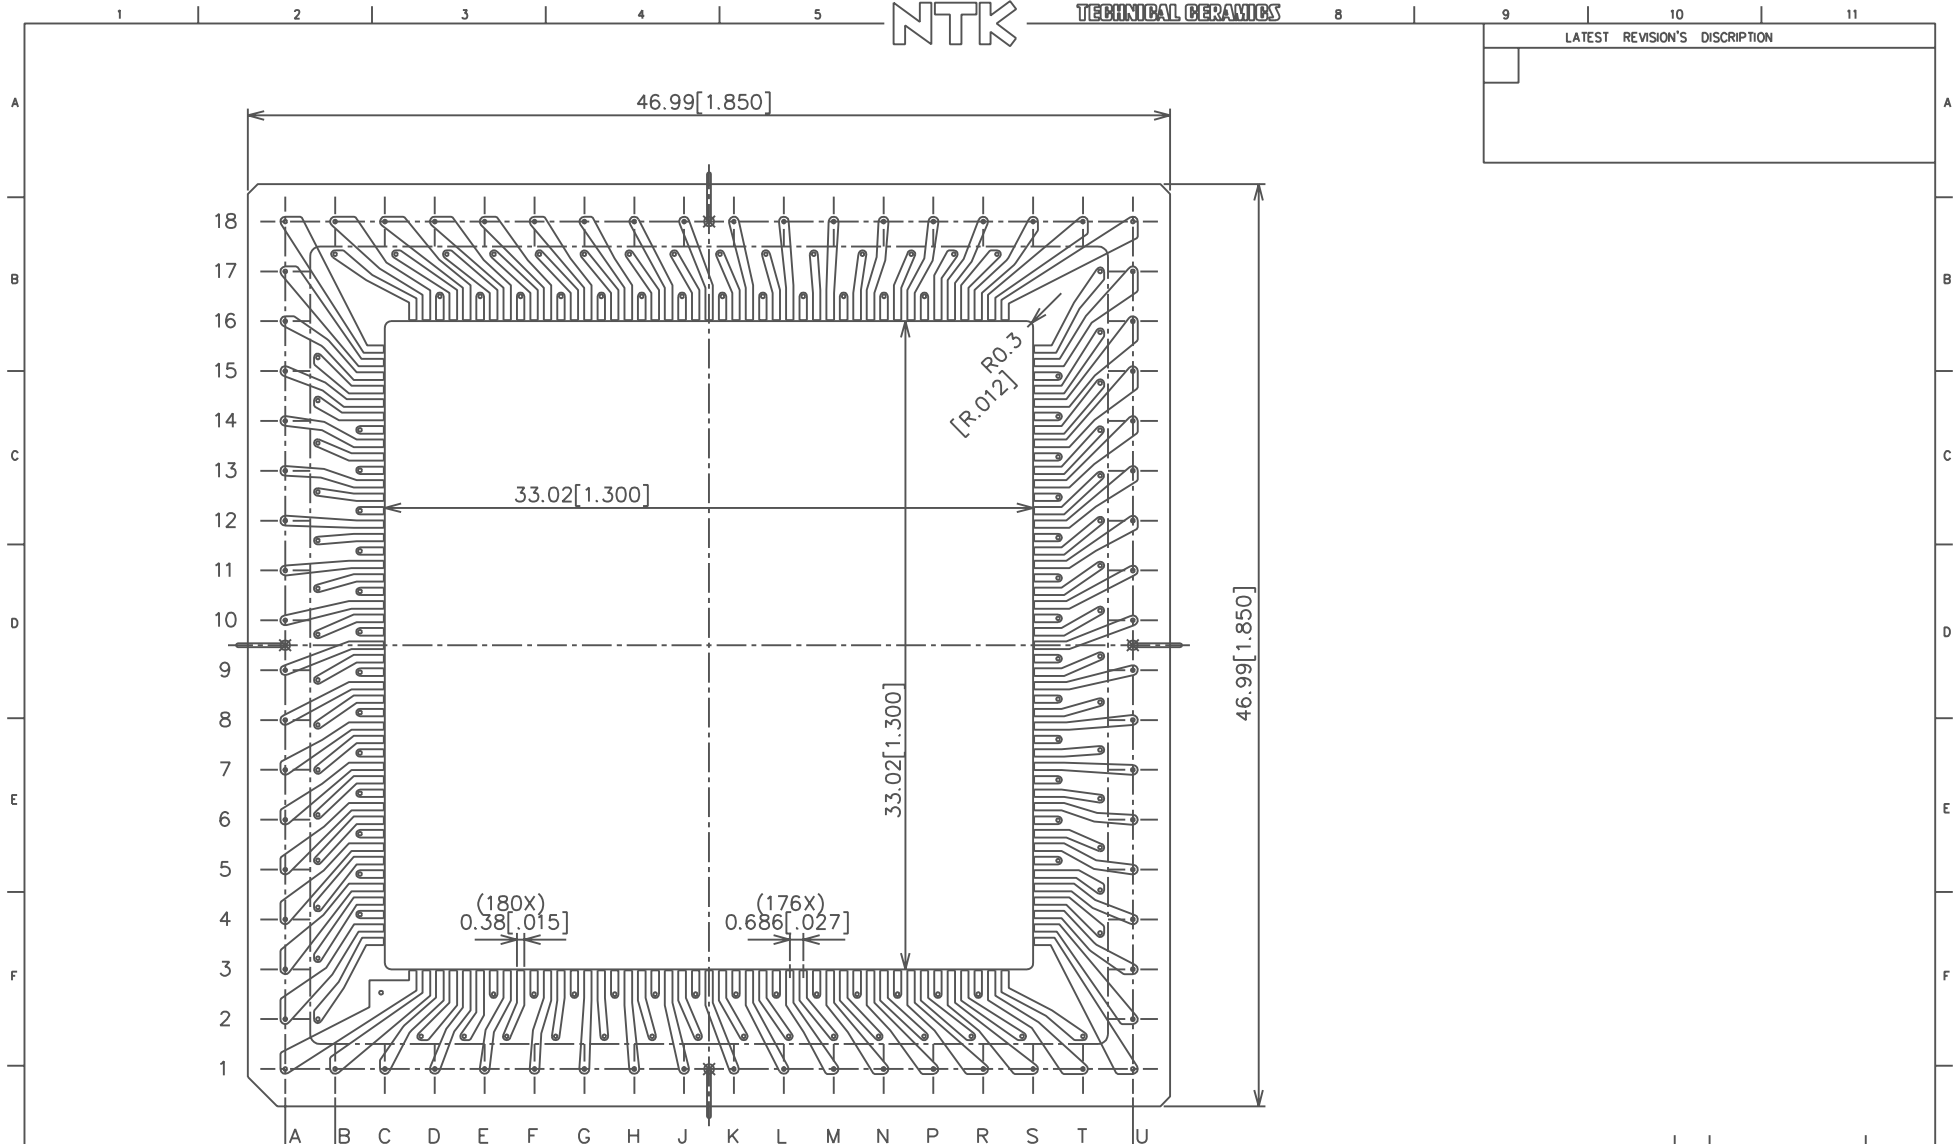 1 2 3 4 5 NTK TECHNICAL CERAMICS 8 9 10 11
LATEST REVISION'S DISCRIPTION
A A
46.99[1.850]
18
17
B B
16
R0.3
[R.012]
15
14
C C
13
33.02[1.300]
12
11
10
D D
46.99[1.850]
9
33.02[1.300]
8
7
E E
6
5
(180X) (176X)
0.38[.015] 0.686[.027]
4
3
F F
2
1
A B C D E F G H J K L M N P R S T U